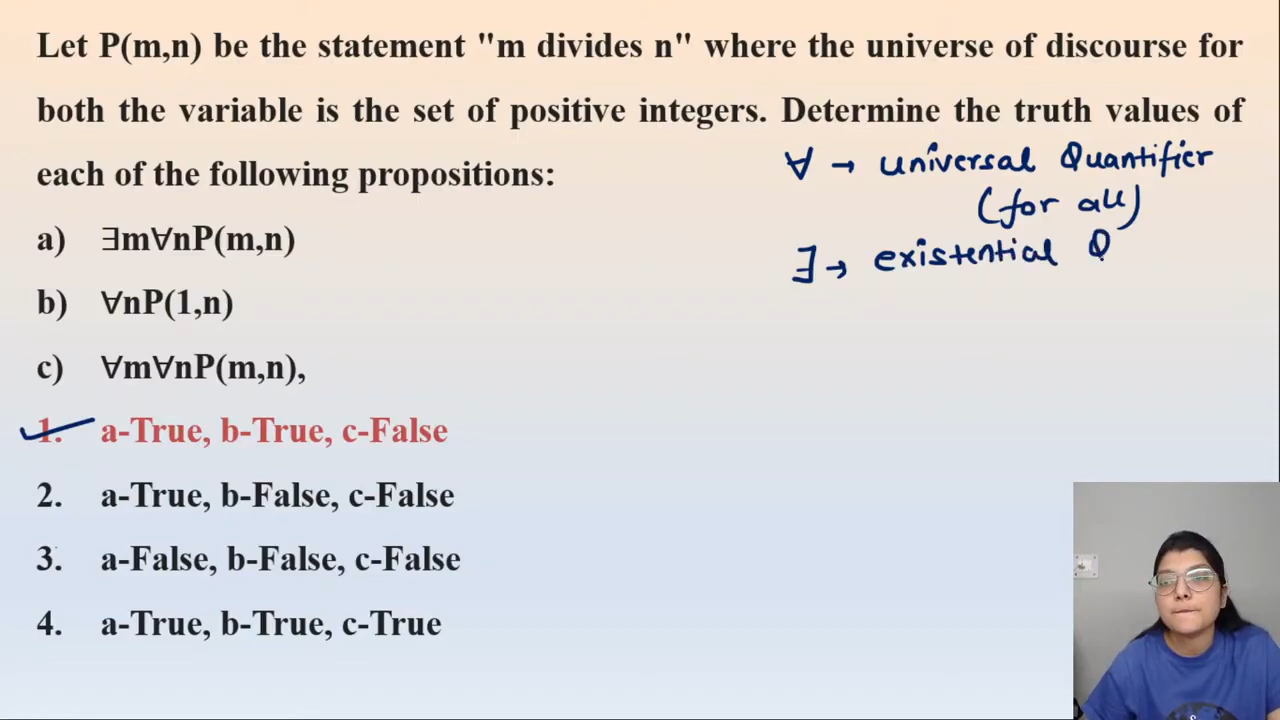 Let P(m,n) be the statement "m divides n" where the universe of discourse for
both the variable is the set of positive integers. Determine the truth values of
each of the following propositions:
∀ → universal Quantifier
(for all)
∃ → existential Q
a) ∃m∀nP(m,n)
b) ∀nP(1,n)
c) ∀m∀nP(m,n),
1. a-True, b-True, c-False
2. a-True, b-False, c-False
3. a-False, b-False, c-False
4. a-True, b-True, c-True